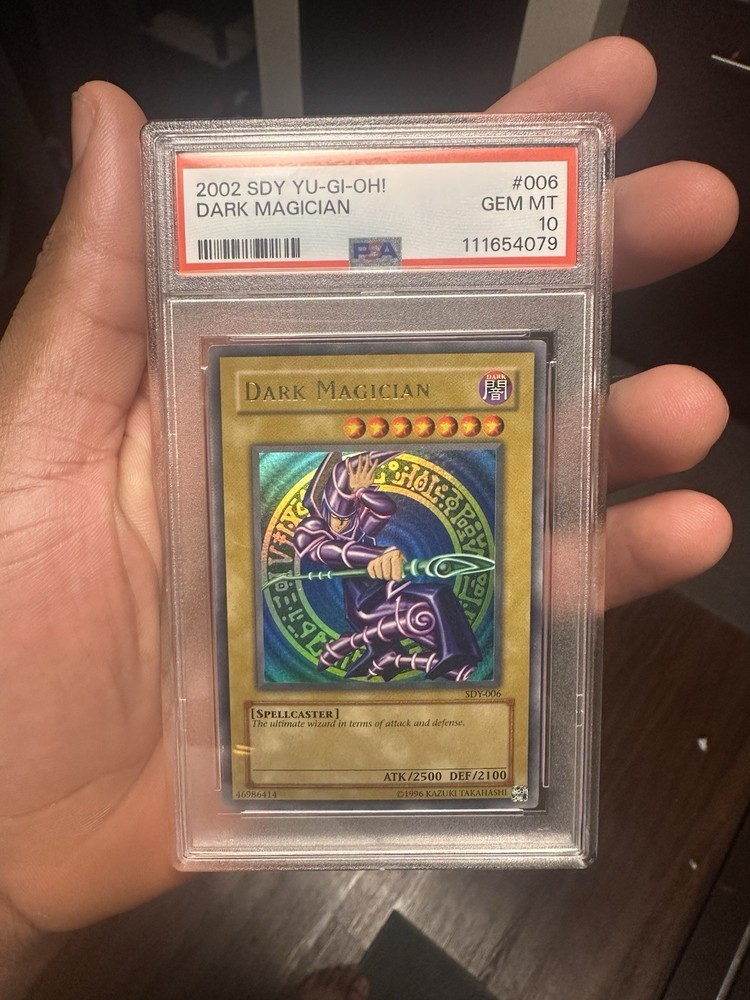 2002 SDY YU-GI-OH! #006
DARK MAGICIAN GEM MT
10
PSA 111654079
DARK MAGICIAN
DARK
闇
SDY-006
[SPELLCASTER]
The ultimate wizard in terms of attack and defense.
ATK/2500 DEF/2100
46986414 ©1996 KAZUKI TAKAHASHI